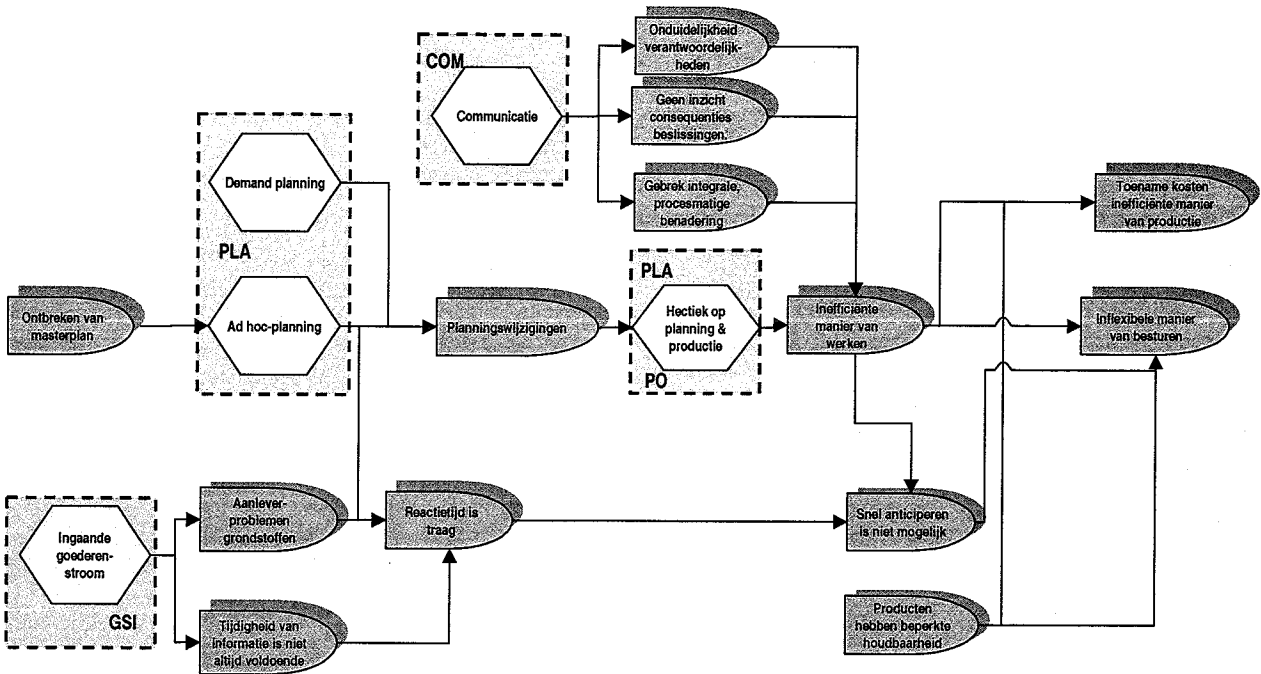 Onduidelijkheid
verantwoordelijk-
heden
COM
Communicatie
Geen inzicht
consequenties
beslissingen.
Gebrek integrale,
procesmatige
benadering
Demand planning
PLA
Ad hoc-planning
Ontbreken van
masterplan
Planningswijzigingen
PLA
Hectiek op
planning &
productie
PO
Inefficiënte
manier van
werken
Toename kosten
inefficiënte manier
van productie
Inflexibele manier
van besturen
Ingaande
goederen-
stroom
GSI
Aanlever-
problemen
grondstoffen
Reactietijd is
traag
Tijdigheid van
informatie is niet
altijd voldoende
Snel anticiperen
is niet mogelijk
Producten
hebben beperkte
houdbaarheid